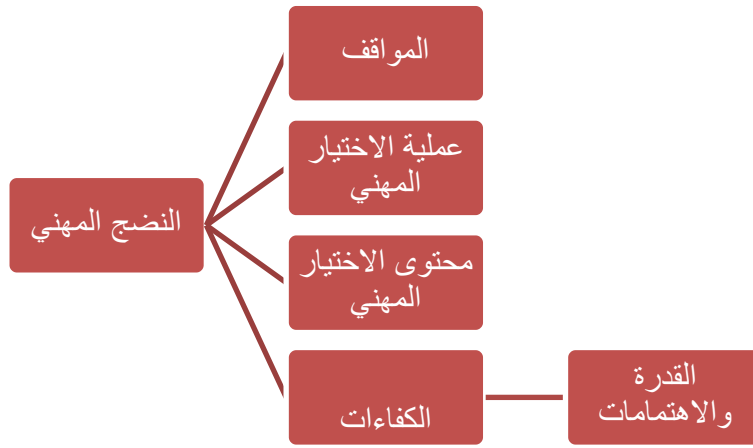 النضج المهني
المواقف
عملية الاختيار
المهني
محتوى الاختيار
المهني
الكفاءات
القدرة
والاهتمامات